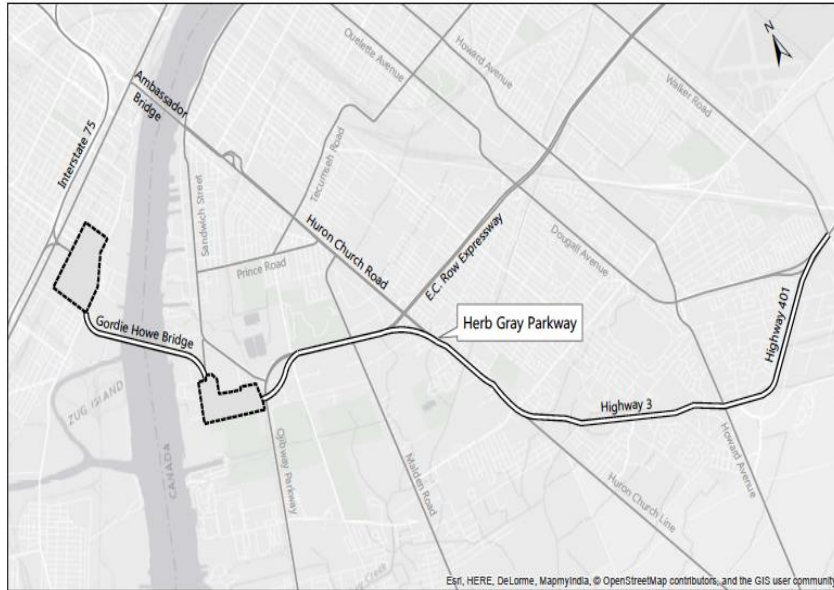 N
Ouelette Avenue
Howard Avenue
Walker Road
Ambassador
Bridge
Interstate 75
Tecumseh Road
Sandwich Street
Huron Church Road
E.C. Row Expressway
Dougall Avenue
Prince Road
Highway 401
Herb Gray Parkway
Gordie Howe Bridge
ZUG ISLAND
Highway 3
CANADA
Ojibway Parkway
Malden Road
Howard Avenue
Huron Church Line
Creek
Esri, HERE, DeLorme, MapmyIndia, © OpenStreetMap contributors, and the GIS user community